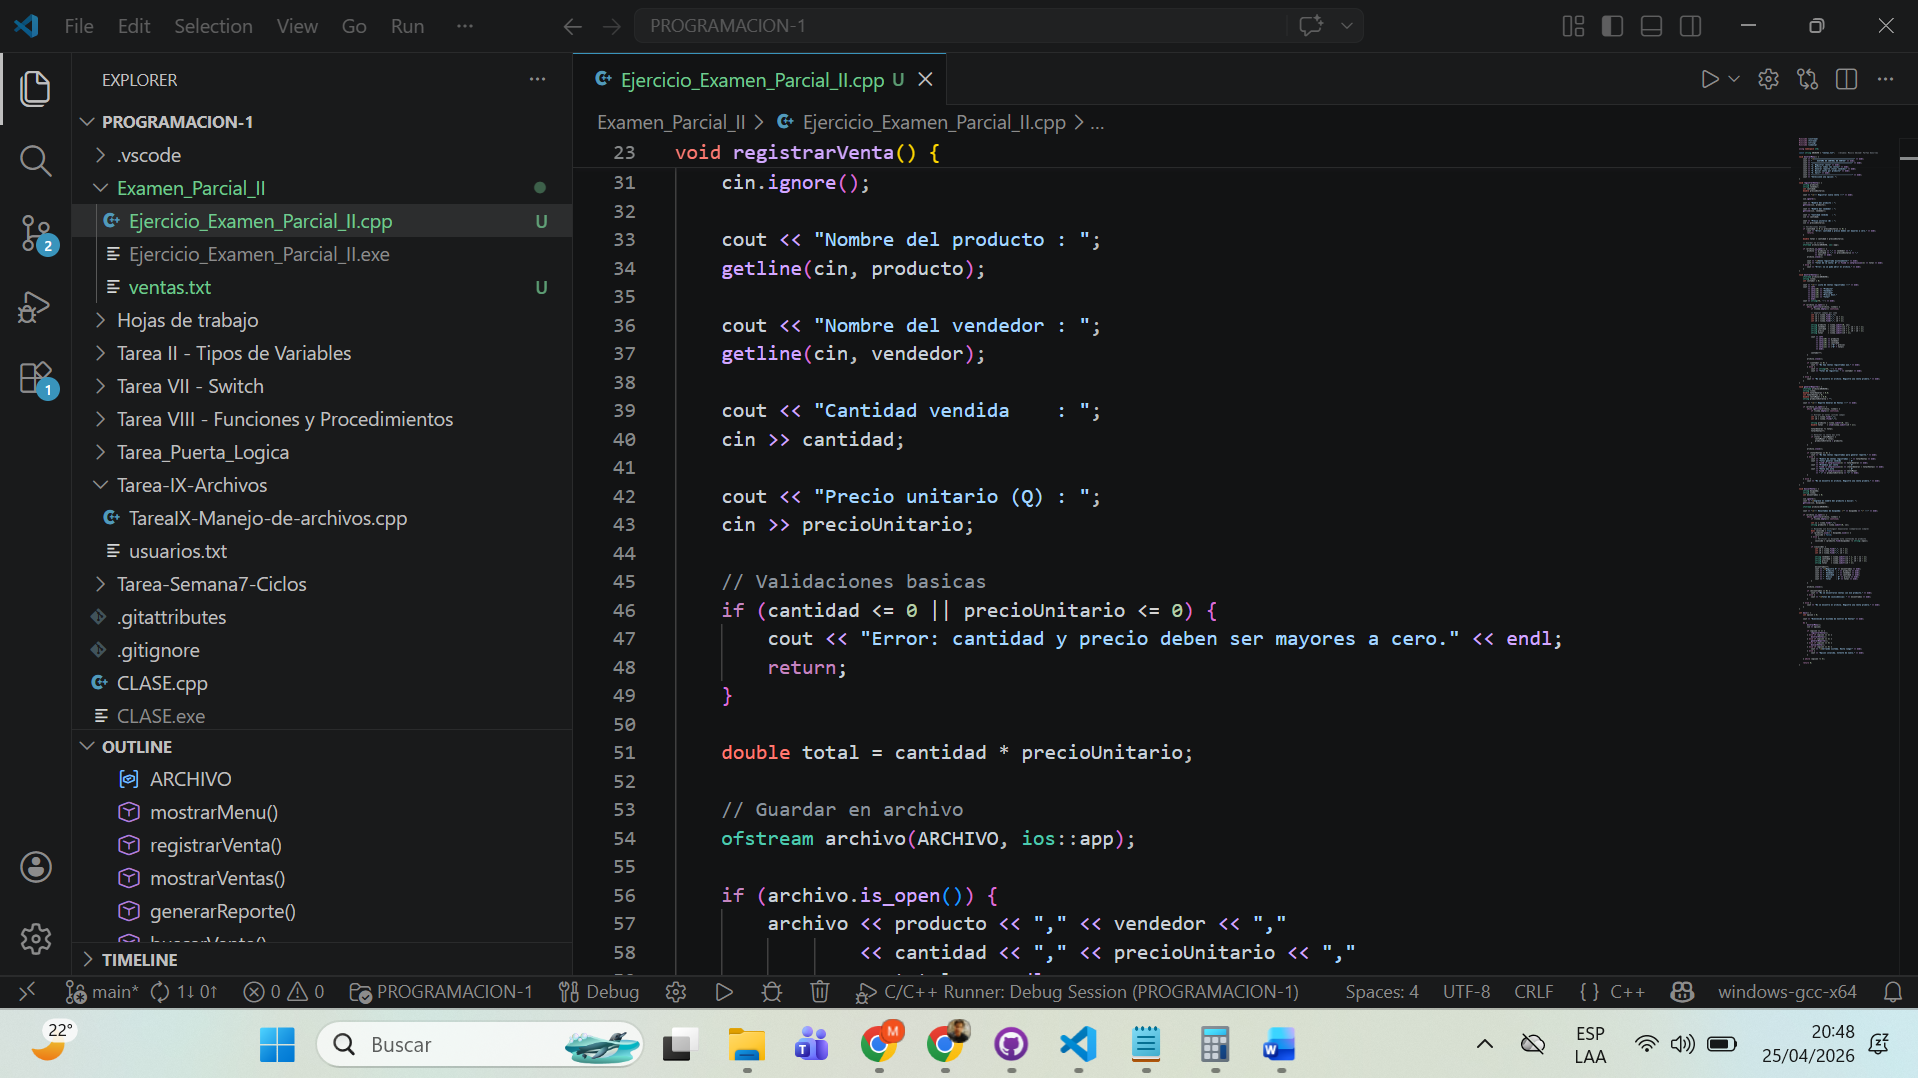 File Edit Selection View Go Run ...
PROGRAMACION-1
EXPLORER
PROGRAMACION-1
.vscode
Examen_Parcial_II
Ejercicio_Examen_Parcial_II.cpp U
Ejercicio_Examen_Parcial_II.exe
ventas.txt U
Hojas de trabajo
Tarea II - Tipos de Variables
Tarea VII - Switch
Tarea VIII - Funciones y Procedimientos
Tarea_Puerta_Logica
Tarea-IX-Archivos
TareaIX-Manejo-de-archivos.cpp
usuarios.txt
Tarea-Semana7-Ciclos
.gitattributes
.gitignore
CLASE.cpp
CLASE.exe
OUTLINE
ARCHIVO
mostrarMenu()
registrarVenta()
mostrarVentas()
generarReporte()
TIMELINE
2
1
Ejercicio_Examen_Parcial_II.cpp U
Examen_Parcial_II > Ejercicio_Examen_Parcial_II.cpp > ...
23 void registrarVenta() {
31 cin.ignore();
32
33 cout << "Nombre del producto : ";
34 getline(cin, producto);
35
36 cout << "Nombre del vendedor : ";
37 getline(cin, vendedor);
38
39 cout << "Cantidad vendida    : ";
40 cin >> cantidad;
41
42 cout << "Precio unitario (Q) : ";
43 cin >> precioUnitario;
44
45 // Validaciones basicas
46 if (cantidad <= 0 || precioUnitario <= 0) {
47 cout << "Error: cantidad y precio deben ser mayores a cero." << endl;
48 return;
49 }
50
51 double total = cantidad * precioUnitario;
52
53 // Guardar en archivo
54 ofstream archivo(ARCHIVO, ios::app);
55
56 if (archivo.is_open()) {
57 archivo << producto << "," << vendedor << ","
58 << cantidad << "," << precioUnitario << ","
main* 1↓ 0↑ 0 0 PROGRAMACION-1 Debug C/C++ Runner: Debug Session (PROGRAMACION-1) Spaces: 4 UTF-8 CRLF {} C++ windows-gcc-x64
22°
Buscar
M
T
W
ESP
LAA
20:48
25/04/2026